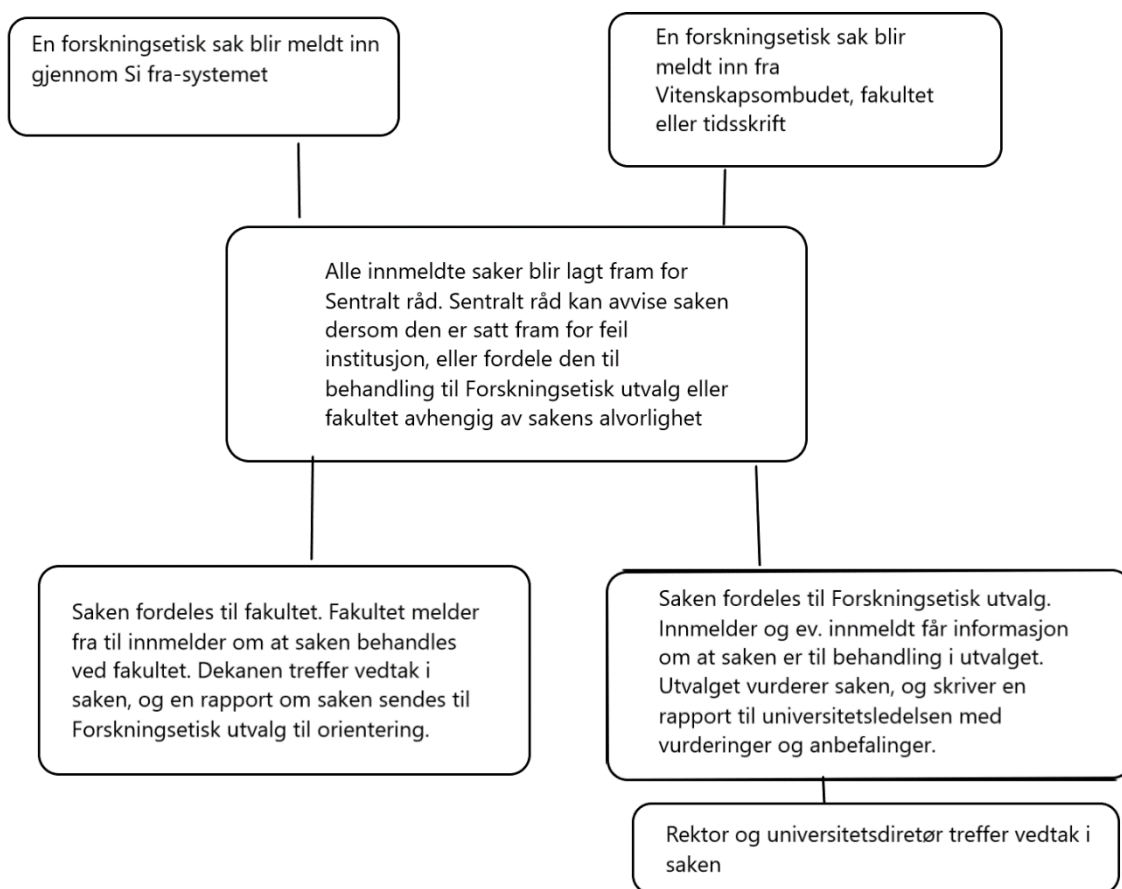 En forskningsetisk sak blir meldt inn
gjennom Si fra-systemet
En forskningsetisk sak blir
meldt inn fra
Vitenskapsombudet, fakultet
eller tidsskrift
Alle innmeldte saker blir lagt fram for
Sentralt råd. Sentralt råd kan avvise saken
dersom den er satt fram for feil
institusjon, eller fordele den til
behandling til Forskningsetisk utvalg eller
fakultet avhengig av sakens alvorlighet
Saken fordeles til fakultet. Fakultet melder
fra til innmelder om at saken behandles
ved fakultet. Dekanen treffer vedtak i
saken, og en rapport om saken sendes til
Forskningsetisk utvalg til orientering.
Saken fordeles til Forskningsetisk utvalg.
Innmelder og ev. innmeldt får informasjon
om at saken er til behandling i utvalget.
Utvalget vurderer saken, og skriver en
rapport til universitetsledelsen med
vurderinger og anbefalinger.
Rektor og universitetsdiretør treffer vedtak i
saken